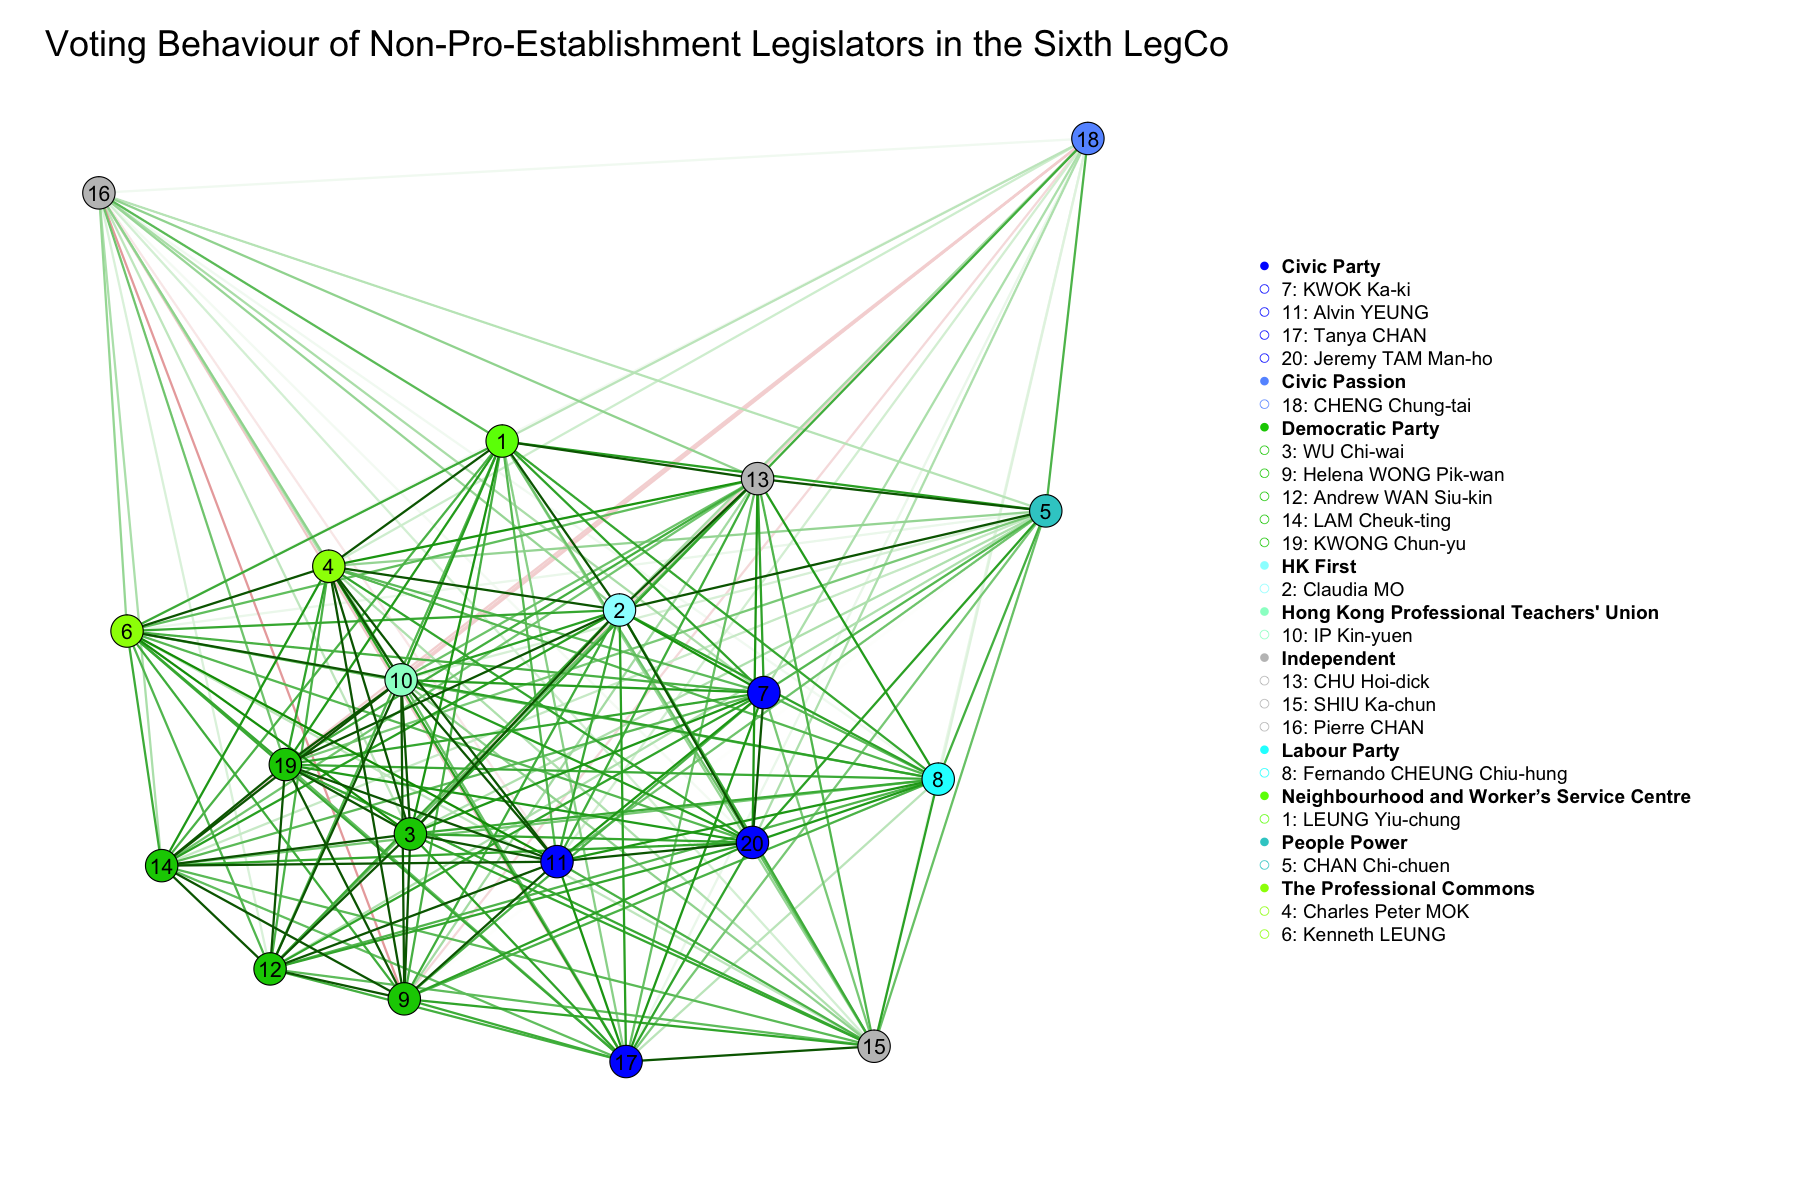 Voting Behaviour of Non-Pro-Establishment Legislators in the Sixth LegCo
18
16
1
13
5
4
2
6
10
7
19
8
3
20
11
14
12
9
15
17
Civic Party
7: KWOK Ka-ki
11: Alvin YEUNG
17: Tanya CHAN
20: Jeremy TAM Man-ho
Civic Passion
18: CHENG Chung-tai
Democratic Party
3: WU Chi-wai
9: Helena WONG Pik-wan
12: Andrew WAN Siu-kin
14: LAM Cheuk-ting
19: KWONG Chun-yu
HK First
2: Claudia MO
Hong Kong Professional Teachers' Union
10: IP Kin-yuen
Independent
13: CHU Hoi-dick
15: SHIU Ka-chun
16: Pierre CHAN
Labour Party
8: Fernando CHEUNG Chiu-hung
Neighbourhood and Worker’s Service Centre
1: LEUNG Yiu-chung
People Power
5: CHAN Chi-chuen
The Professional Commons
4: Charles Peter MOK
6: Kenneth LEUNG